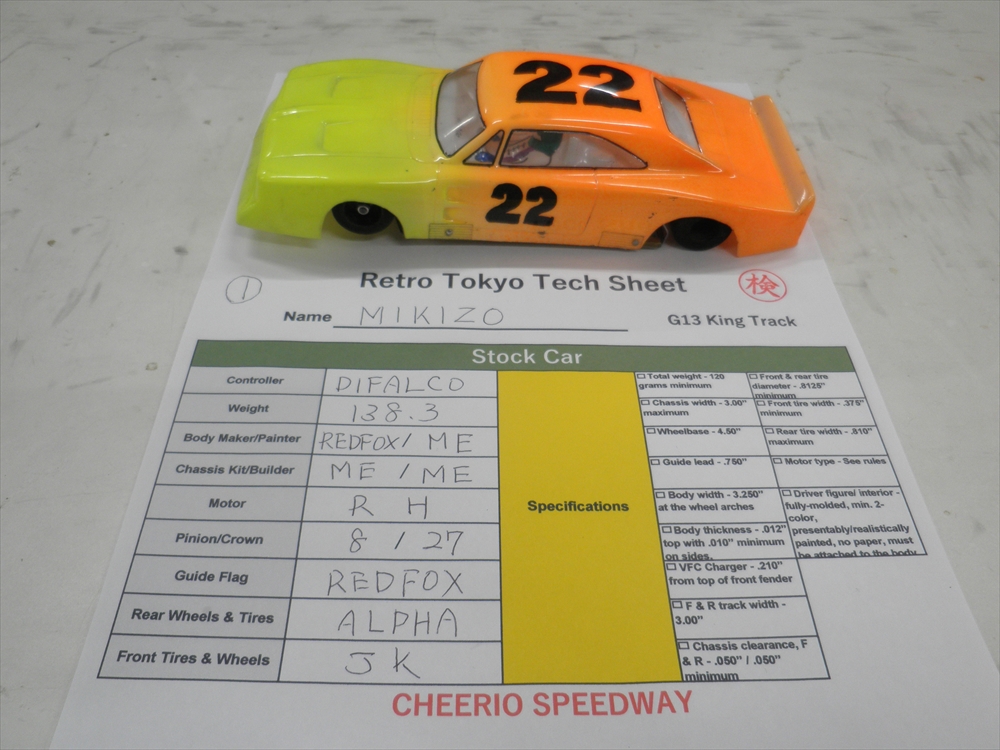 22
22
Retro Tokyo Tech Sheet
検
1
Name MIKIZO
G13 King Track
Stock Car
Controller DIFALCO
Weight 138.3
Body Maker/Painter REDFOX/ ME
Chassis Kit/Builder ME / ME
Motor R H
Pinion/Crown 8 / 27
Guide Flag REDFOX
Rear Wheels & Tires ALPHA
Front Tires & Wheels JK
Specifications
Total weight - 120
grams minimum
Chassis width - 3.00"
maximum
Wheelbase - 4.50"
Guide lead - .750"
Body width - 3.250"
at the wheel arches
Body thickness - .012"
top with .010" minimum
on sides.
VFC Charger - .210"
from top of front fender
F & R track width -
3.00"
Chassis clearance, F
& R - .050" / .050"
minimum
Front & rear tire
diameter - .8125"
minimum
Front tire width - .375"
minimum
Rear tire width - .810"
maximum
Motor type - See rules
Driver figure/ interior -
fully-molded, min. 2-
color,
presentably/realistically
painted, no paper, must
be attached to the body
CHEERIO SPEEDWAY